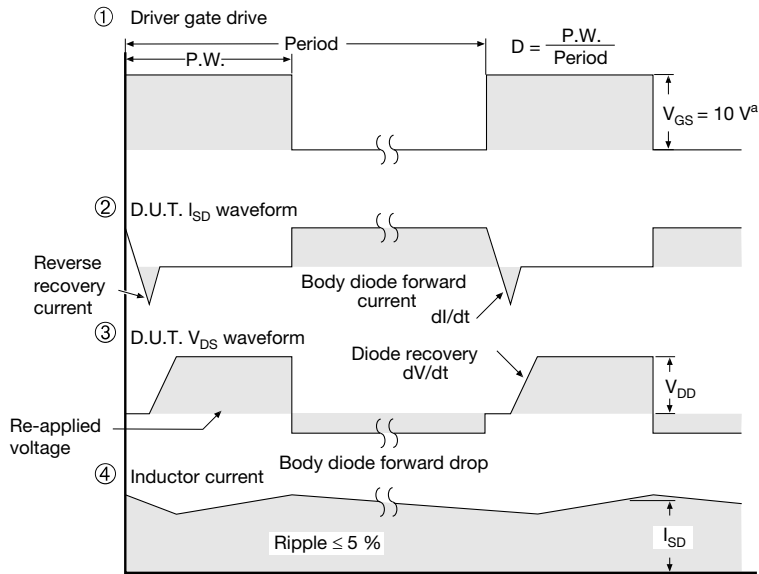 ① Driver gate drive
Period
P.W.
D = P.W.
Period
V_GS = 10 Vᵃ
② D.U.T. I_SD waveform
Reverse
recovery
current
Body diode forward
current
dI/dt
③ D.U.T. V_DS waveform
Diode recovery
dV/dt
V_DD
Re-applied
voltage
Body diode forward drop
④ Inductor current
Ripple ≤ 5 %
I_SD